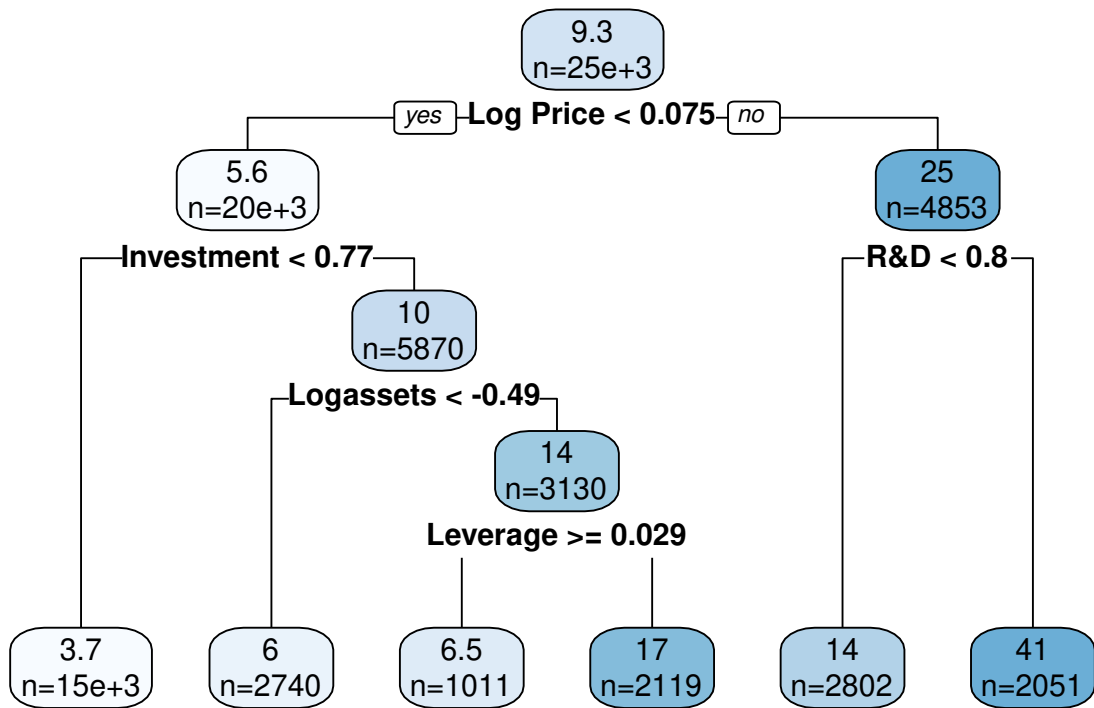 9.3
n=25e+3
yes Log Price < 0.075 no
5.6
n=20e+3
25
n=4853
Investment < 0.77
R&D < 0.8
10
n=5870
Logassets < -0.49
14
n=3130
Leverage >= 0.029
3.7
n=15e+3
6
n=2740
6.5
n=1011
17
n=2119
14
n=2802
41
n=2051